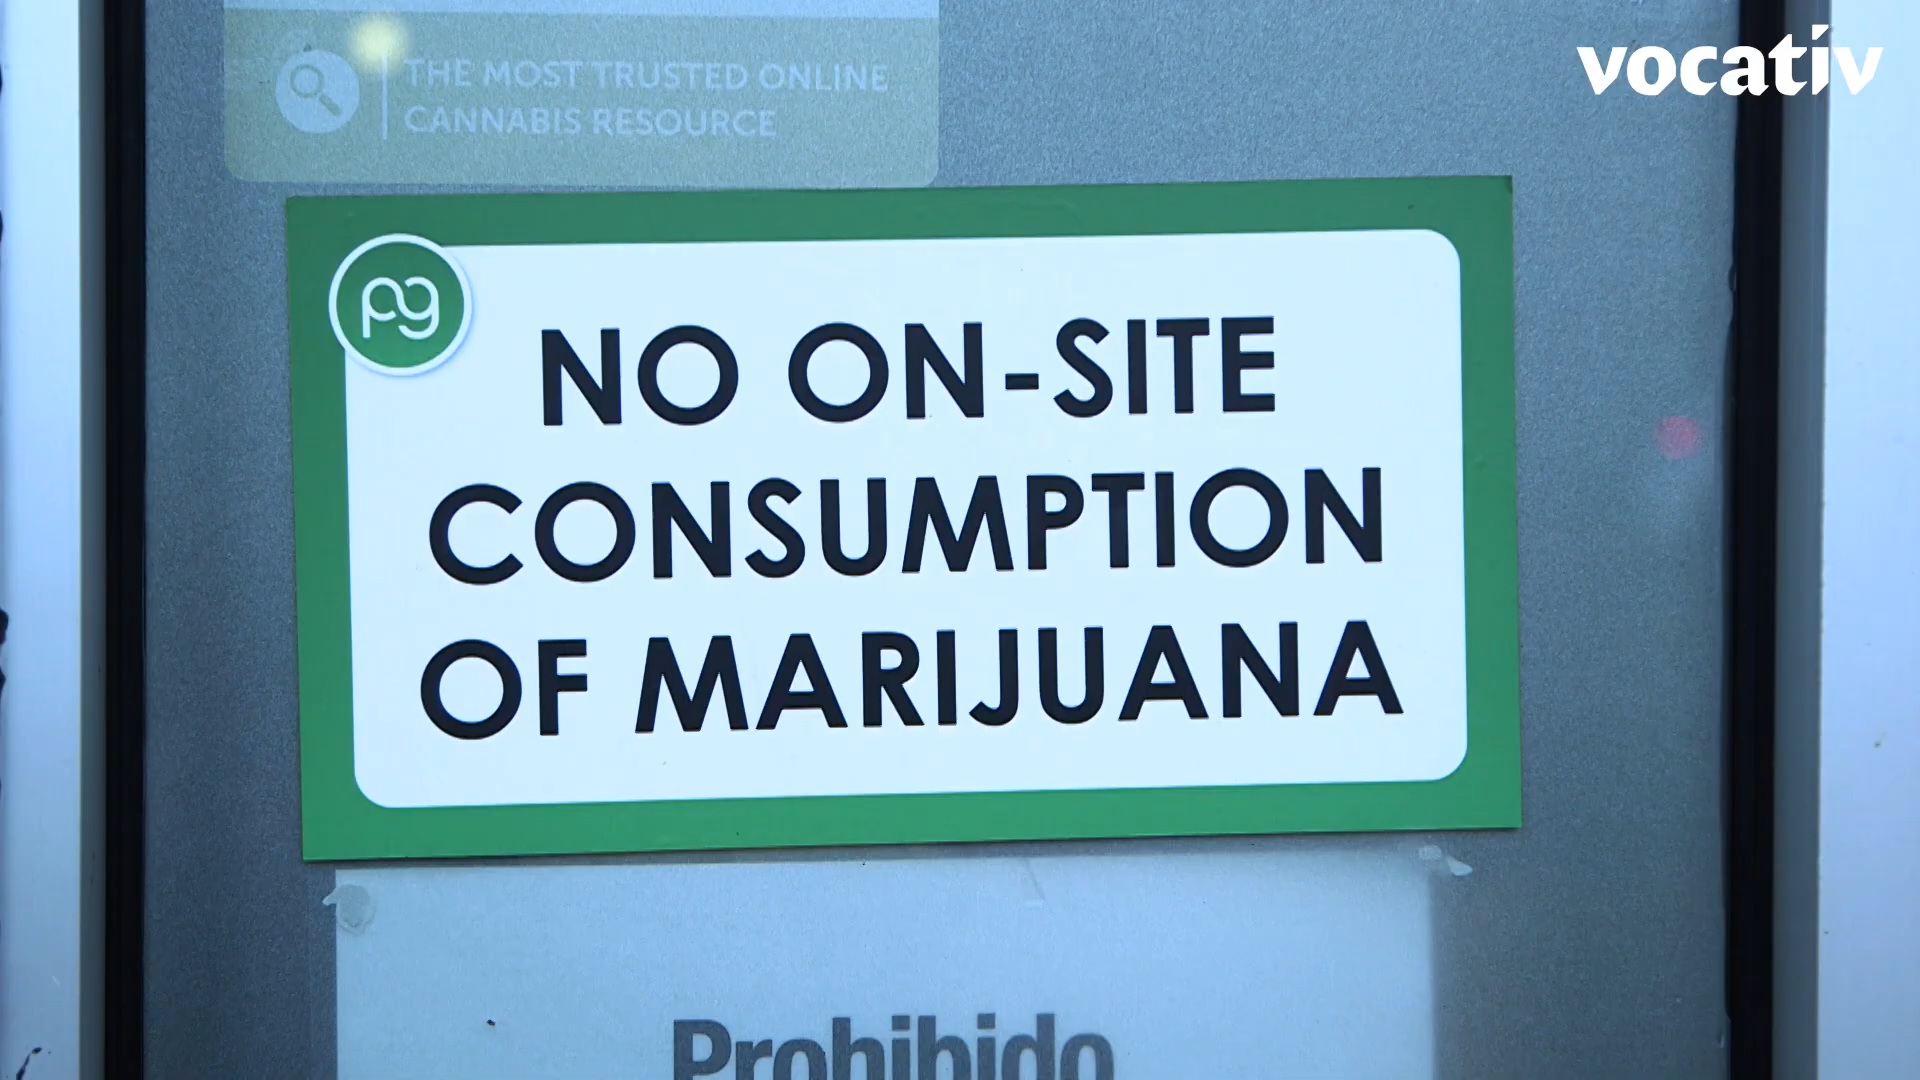 vocativ
THE MOST TRUSTED ONLINE
CANNABIS RESOURCE
pg
NO ON-SITE
CONSUMPTION
OF MARIJUANA
Prohibido